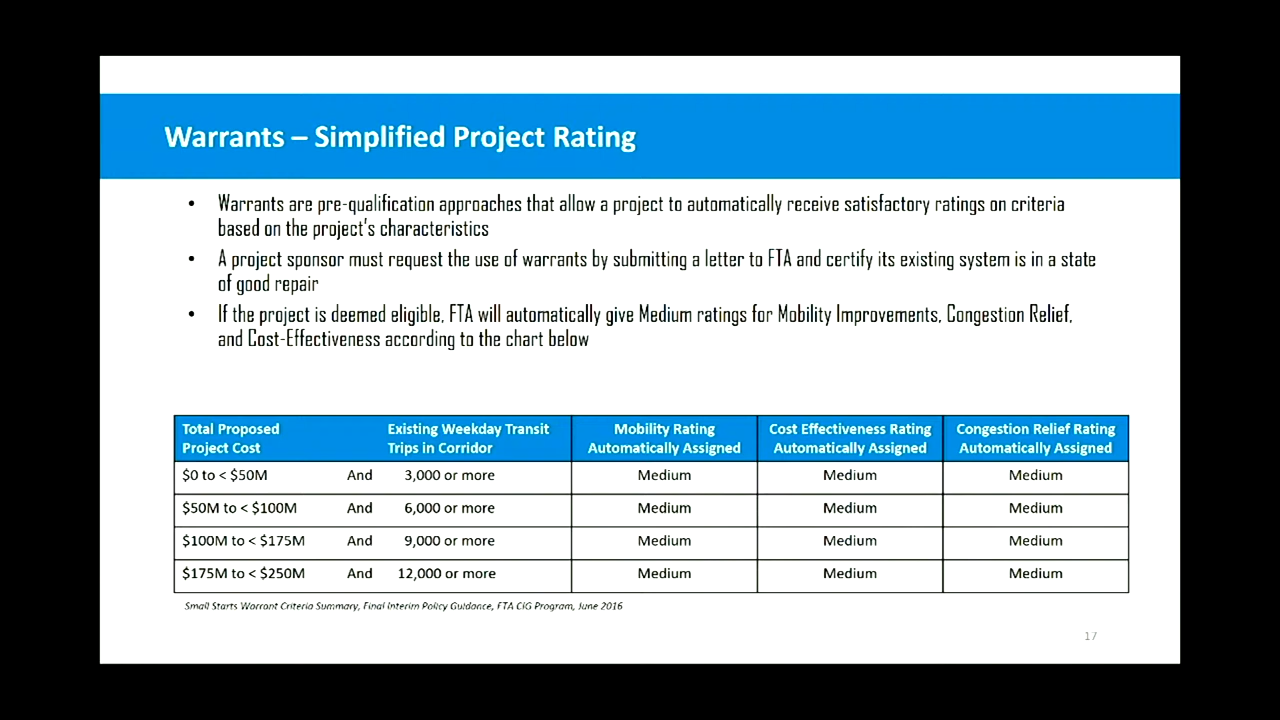 Warrants – Simplified Project Rating
• Warrants are pre-qualification approaches that allow a project to automatically receive satisfactory ratings on criteria
based on the project's characteristics
• A project sponsor must request the use of warrants by submitting a letter to FTA and certify its existing system is in a state
of good repair
• If the project is deemed eligible, FTA will automatically give Medium ratings for Mobility Improvements, Congestion Relief,
and Cost-Effectiveness according to the chart below
Total Proposed Existing Weekday Transit Mobility Rating Cost Effectiveness Rating Congestion Relief Rating
Project Cost Trips in Corridor Automatically Assigned Automatically Assigned Automatically Assigned
$0 to < $50M And 3,000 or more Medium Medium Medium
$50M to < $100M And 6,000 or more Medium Medium Medium
$100M to < $175M And 9,000 or more Medium Medium Medium
$175M to < $250M And 12,000 or more Medium Medium Medium
Small Starts Warrant Criteria Summary, Final Interim Policy Guidance, FTA CIG Program, June 2016
17